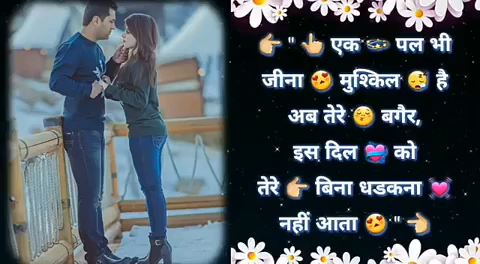 👉 " 👆 एक 💫 पल भी
जीना 😍 मुश्किल 😪 है
अब तेरे 😚 बगैर,
इस दिल 💝 को
तेरे 👉 बिना धडकना 💓
नहीं आता 😍 " 👈